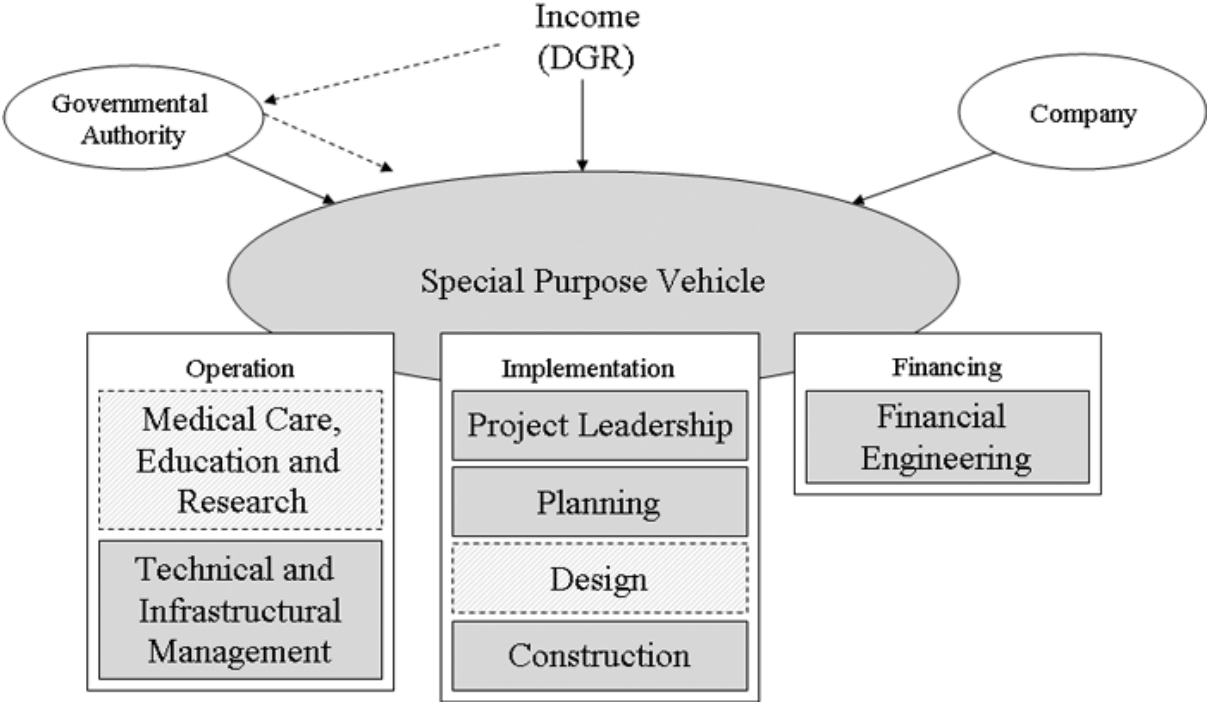 Income
(DGR)
Governmental
Authority
Company
Special Purpose Vehicle
Operation
Medical Care,
Education and
Research
Technical and
Infrastructural
Management
Implementation
Project Leadership
Planning
Design
Construction
Financing
Financial
Engineering